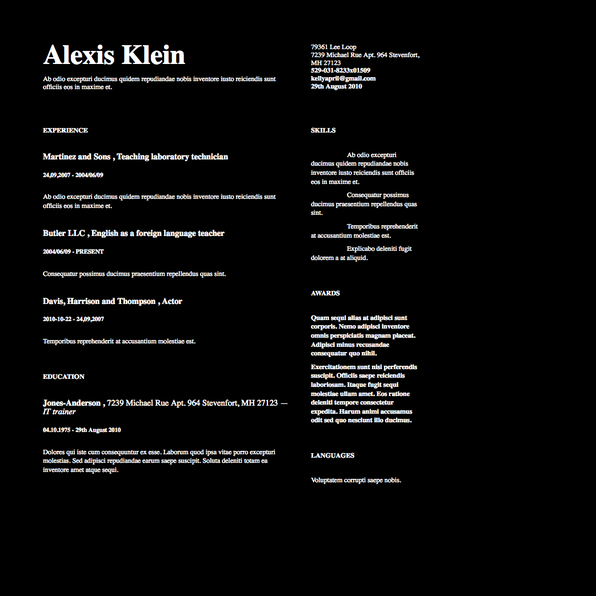 Alexis Klein
Ab odio excepturi ducimus quidem repudiandae nobis inventore iusto reiciendis sunt
officiis eos in maxime et.
79361 Lee Loop
7239 Michael Rue Apt. 964 Stevenfort,
MH 27123
529-031-8233x01509
kellyapril@gmail.com
29th August 2010
EXPERIENCE
Martinez and Sons , Teaching laboratory technician
24,09,2007 - 2004/06/09
Ab odio excepturi ducimus quidem repudiandae nobis inventore iusto reiciendis sunt
officiis eos in maxime et.
Butler LLC , English as a foreign language teacher
2004/06/09 - PRESENT
Consequatur possimus ducimus praesentium repellendus quas sint.
Davis, Harrison and Thompson , Actor
2010-10-22 - 24,09,2007
Temporibus reprehenderit at accusantium molestiae est.
EDUCATION
Jones-Anderson , 7239 Michael Rue Apt. 964 Stevenfort, MH 27123 —
IT trainer
04.10.1975 - 29th August 2010
Dolores qui iste cum consequuntur ex esse. Laborum quod ipsa vitae porro excepturi
molestias. Sed adipisci repudiandae earum saepe suscipit. Soluta deleniti totam ea
inventore amet atque sequi.
SKILLS
Ab odio excepturi
ducimus quidem repudiandae nobis
inventore iusto reiciendis sunt officiis
eos in maxime et.
Consequatur possimus
ducimus praesentium repellendus quas
sint.
Temporibus reprehenderit
at accusantium molestiae est.
Explicabo deleniti fugit
dolorem a at aliquid.
AWARDS
Quam sequi alias at adipisci sunt
corporis. Nemo adipisci inventore
omnis perspiciatis magnam placeat.
Adipisci minus recusandae
consequatur quo nihil.
Exercitationem sunt nisi perferendis
suscipit. Officiis saepe reiciendis
laboriosam. Itaque fugit sequi
molestiae ullam amet. Eos ratione
deleniti tempore consectetur
expedita. Harum animi accusamus
odit sed quo nesciunt illo ducimus.
LANGUAGES
Voluptatem corrupti saepe nobis.